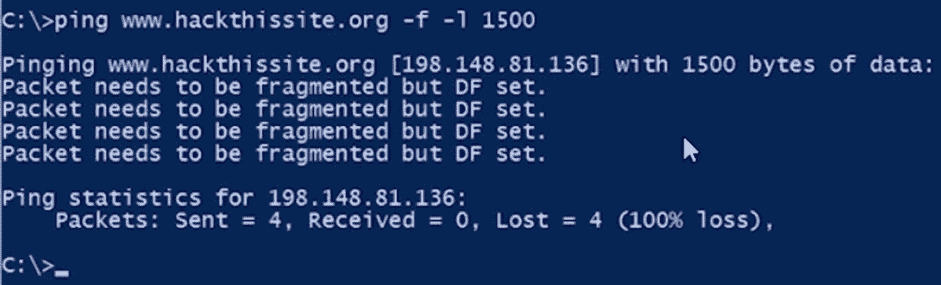 C:\>ping www.hackthissite.org -f -l 1500
Pinging www.hackthissite.org [198.148.81.136] with 1500 bytes of data:
Packet needs to be fragmented but DF set.
Packet needs to be fragmented but DF set.
Packet needs to be fragmented but DF set.
Packet needs to be fragmented but DF set.
Ping statistics for 198.148.81.136:
    Packets: Sent = 4, Received = 0, Lost = 4 (100% loss),
C:\>_